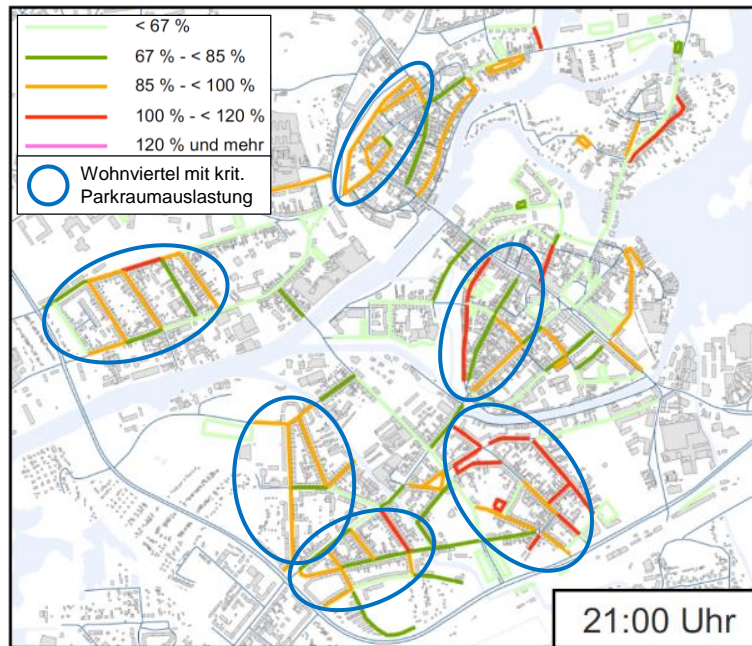 < 67 %
67 % - < 85 %
85 % - < 100 %
100 % - < 120 %
120 % und mehr
Wohnviertel mit krit.
Parkraumauslastung
21:00 Uhr